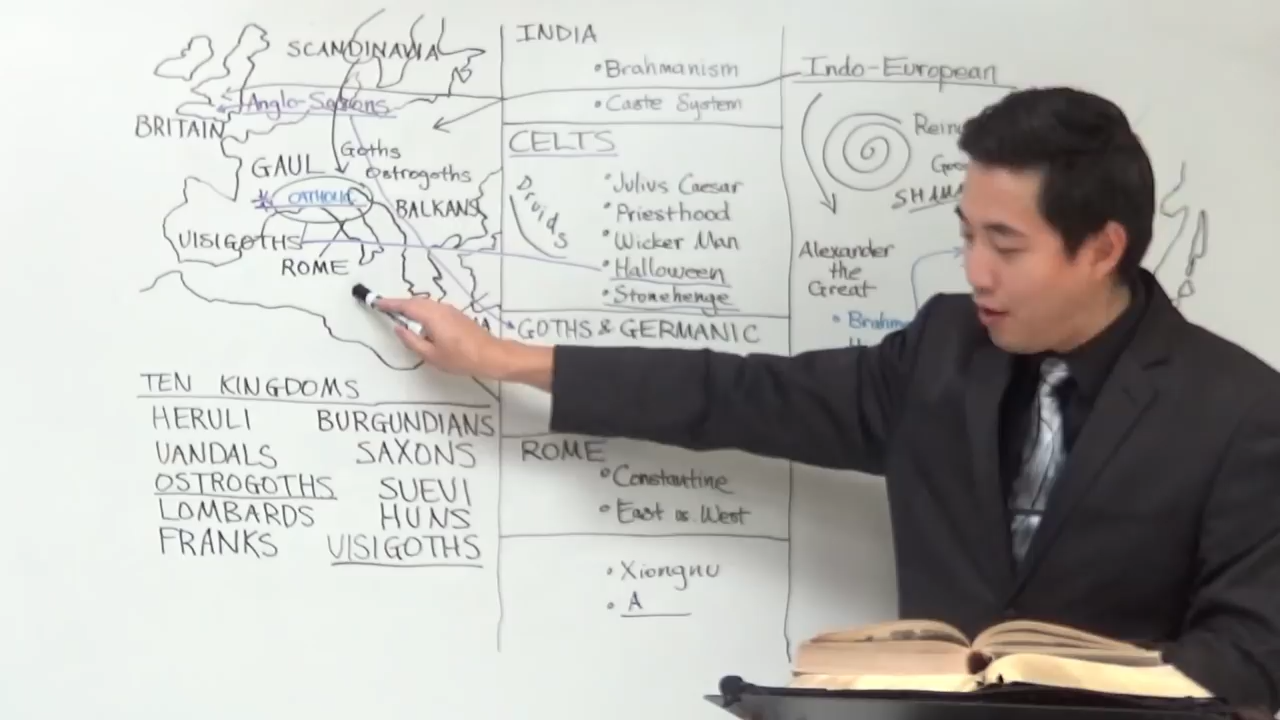 SCANDINAVIA
Anglo-Saxons
BRITAIN
Goths
GAUL
Ostrogoths
CATHOLIC
BALKANS
VISIGOTHS
ROME
TEN KINGDOMS
HERULI BURGUNDIANS
VANDALS SAXONS
OSTROGOTHS SUEVI
LOMBARDS HUNS
FRANKS VISIGOTHS
INDIA
• Brahmanism
• Caste System
CELTS
Druids
• Julius Caesar
• Priesthood
• Wicker Man
• Halloween
• Stonehenge
• GOTHS & GERMANIC
ROME
• Constantine
• East vs. West
• Xiongnu
• A
Indo-European
Alexander
the
Great